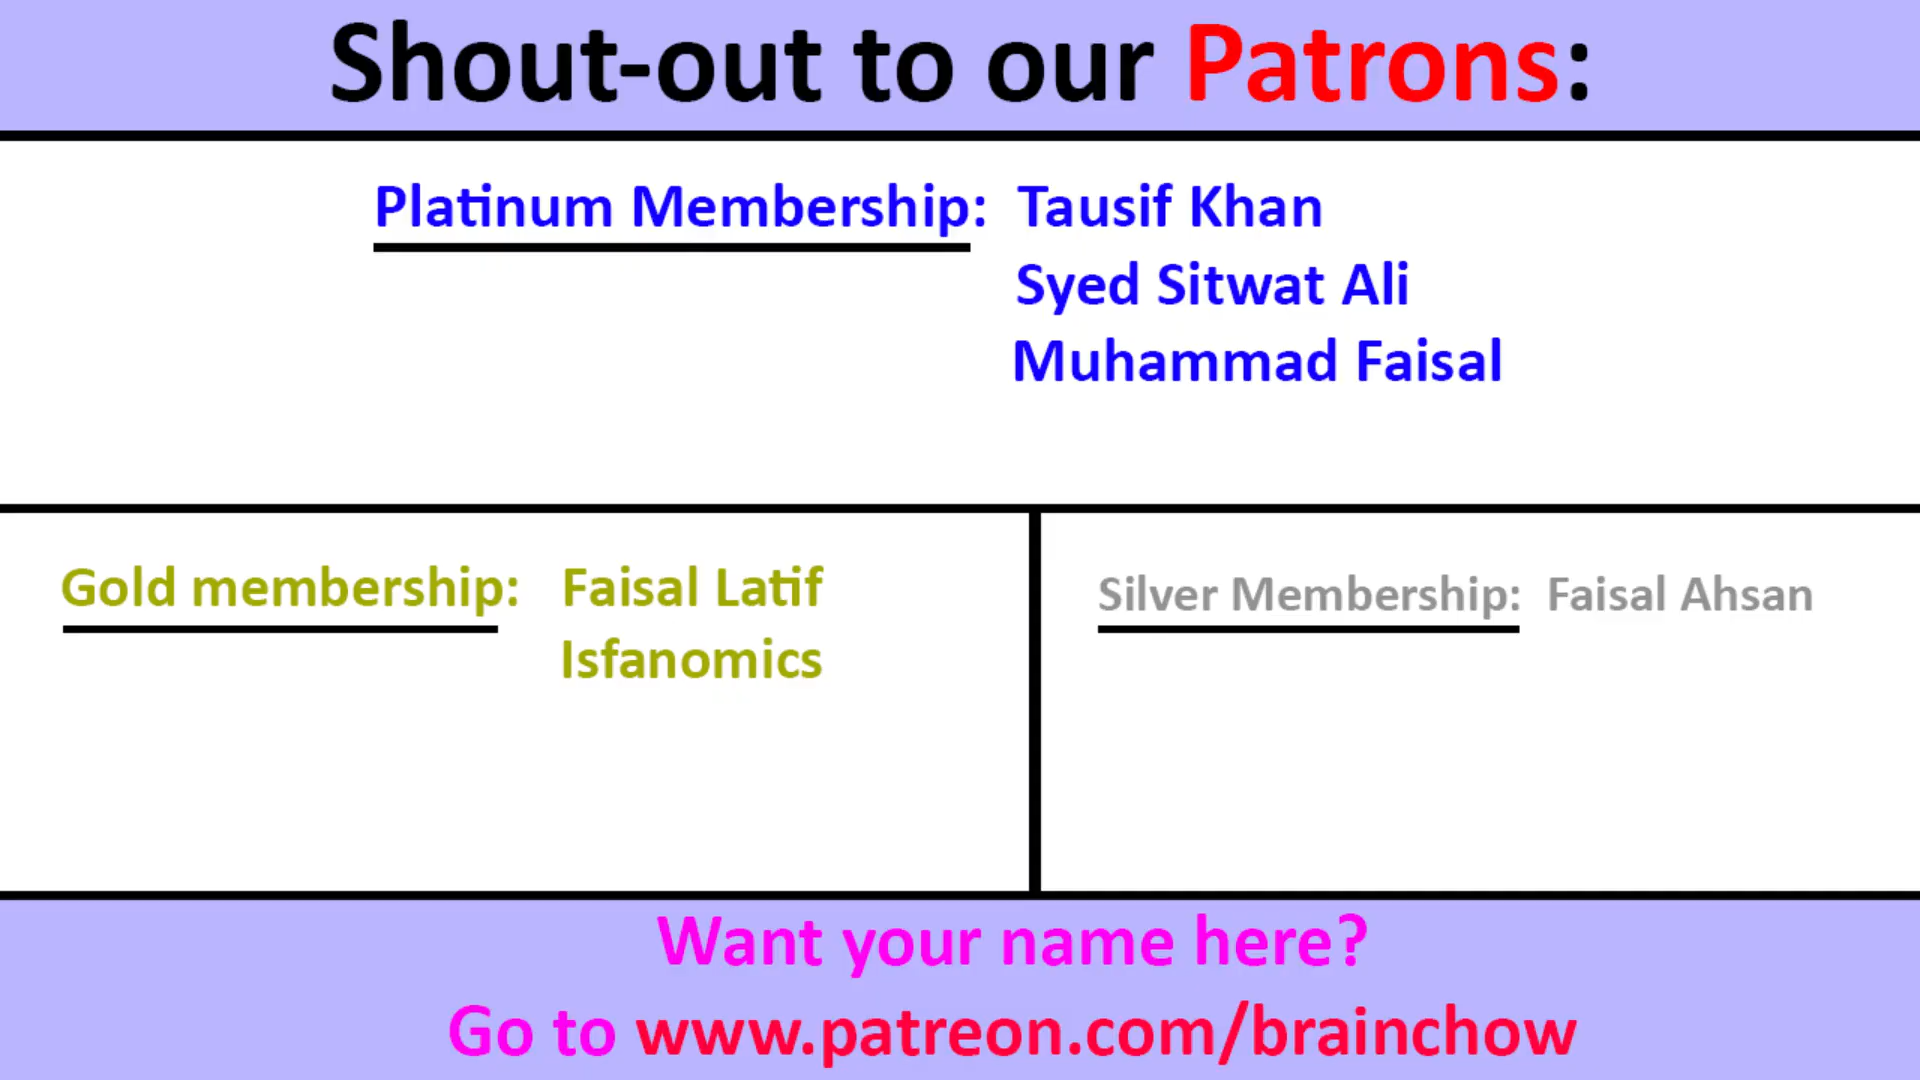 Shout-out to our Patrons:
Platinum Membership: Tausif Khan
Syed Sitwat Ali
Muhammad Faisal
Gold membership: Faisal Latif
Isfanomics
Silver Membership: Faisal Ahsan
Want your name here?
Go to www.patreon.com/brainchow